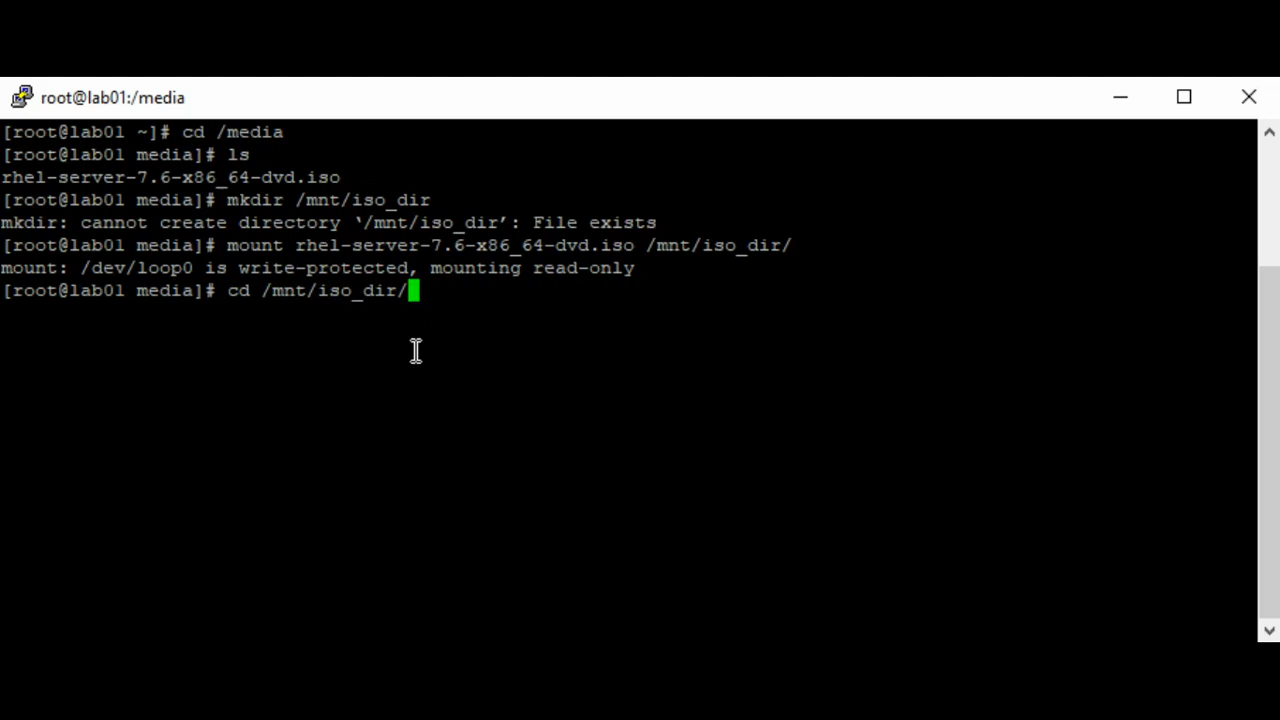 root@lab01:/media
[root@lab01 ~]# cd /media
[root@lab01 media]# ls
rhel-server-7.6-x86_64-dvd.iso
[root@lab01 media]# mkdir /mnt/iso_dir
mkdir: cannot create directory ‘/mnt/iso_dir’: File exists
[root@lab01 media]# mount rhel-server-7.6-x86_64-dvd.iso /mnt/iso_dir/
mount: /dev/loop0 is write-protected, mounting read-only
[root@lab01 media]# cd /mnt/iso_dir/